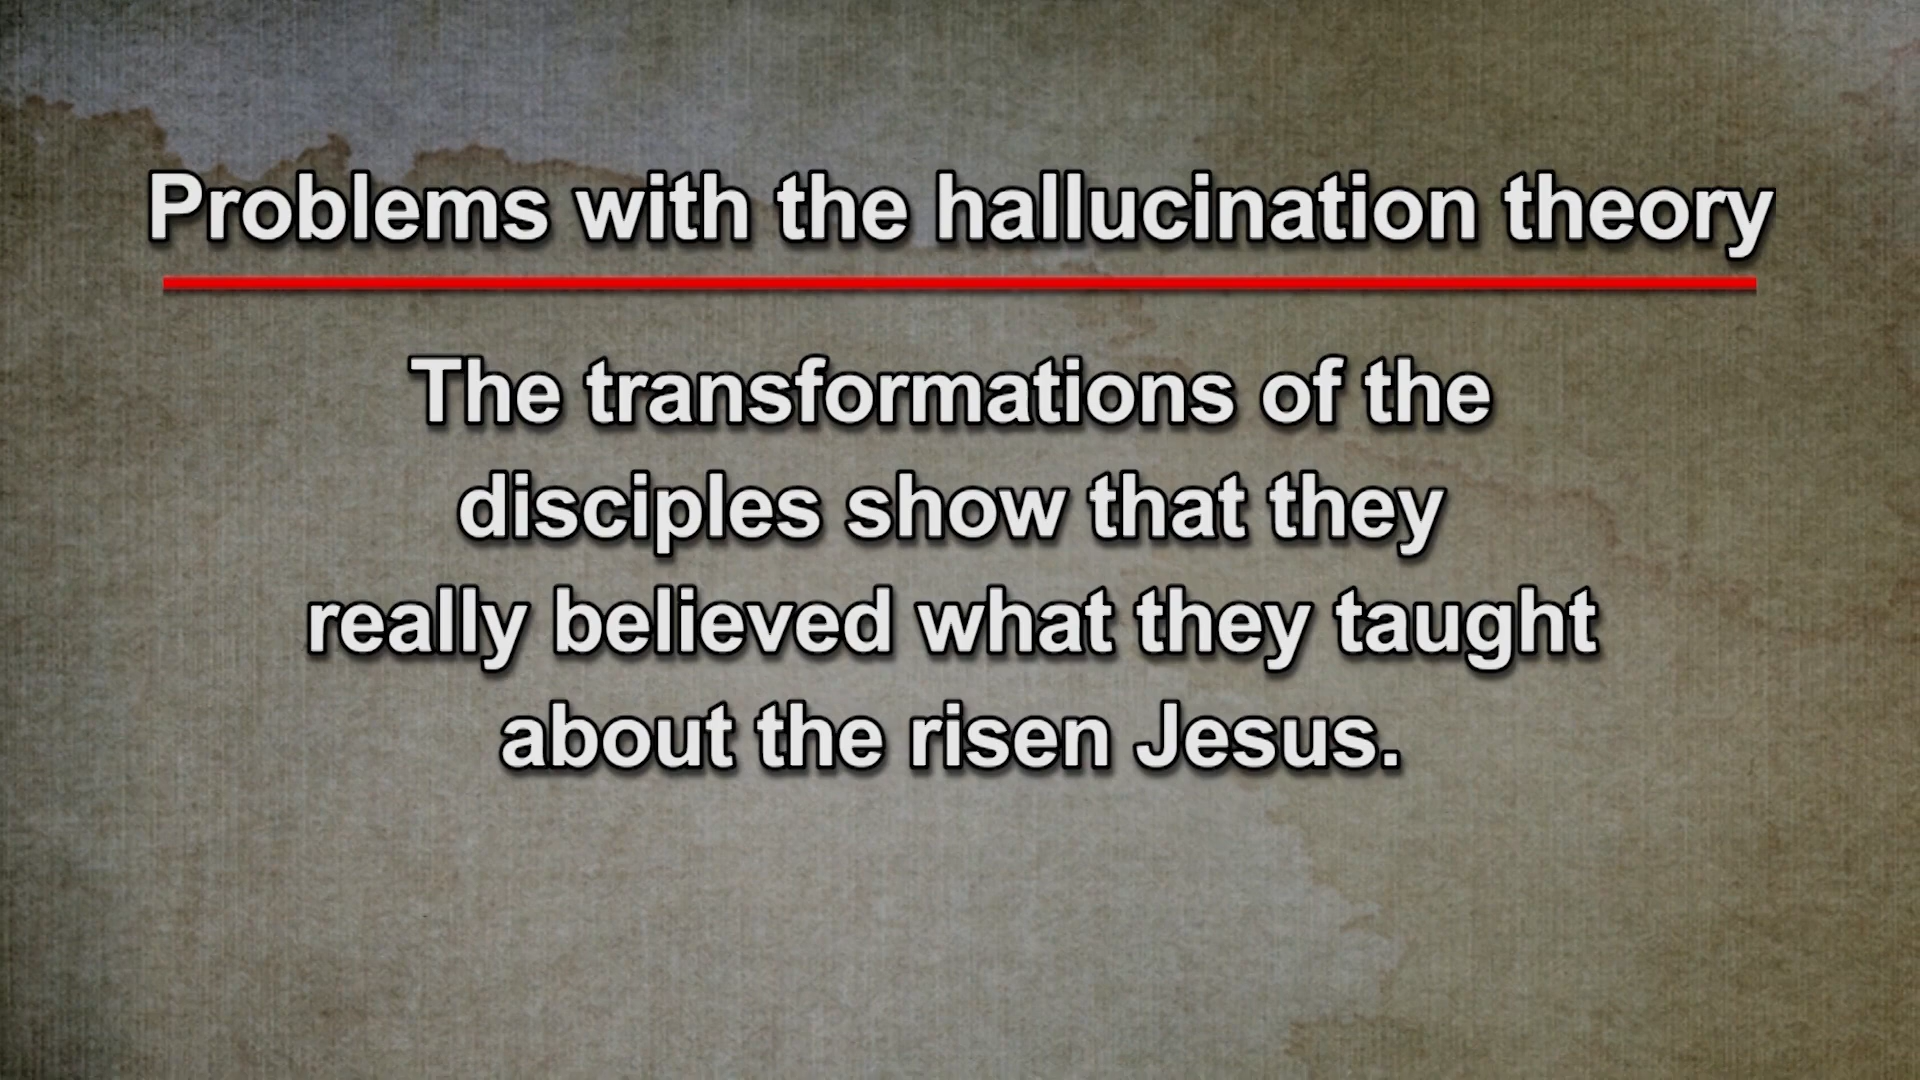 Problems with the hallucination theory
The transformations of the
disciples show that they
really believed what they taught
about the risen Jesus.